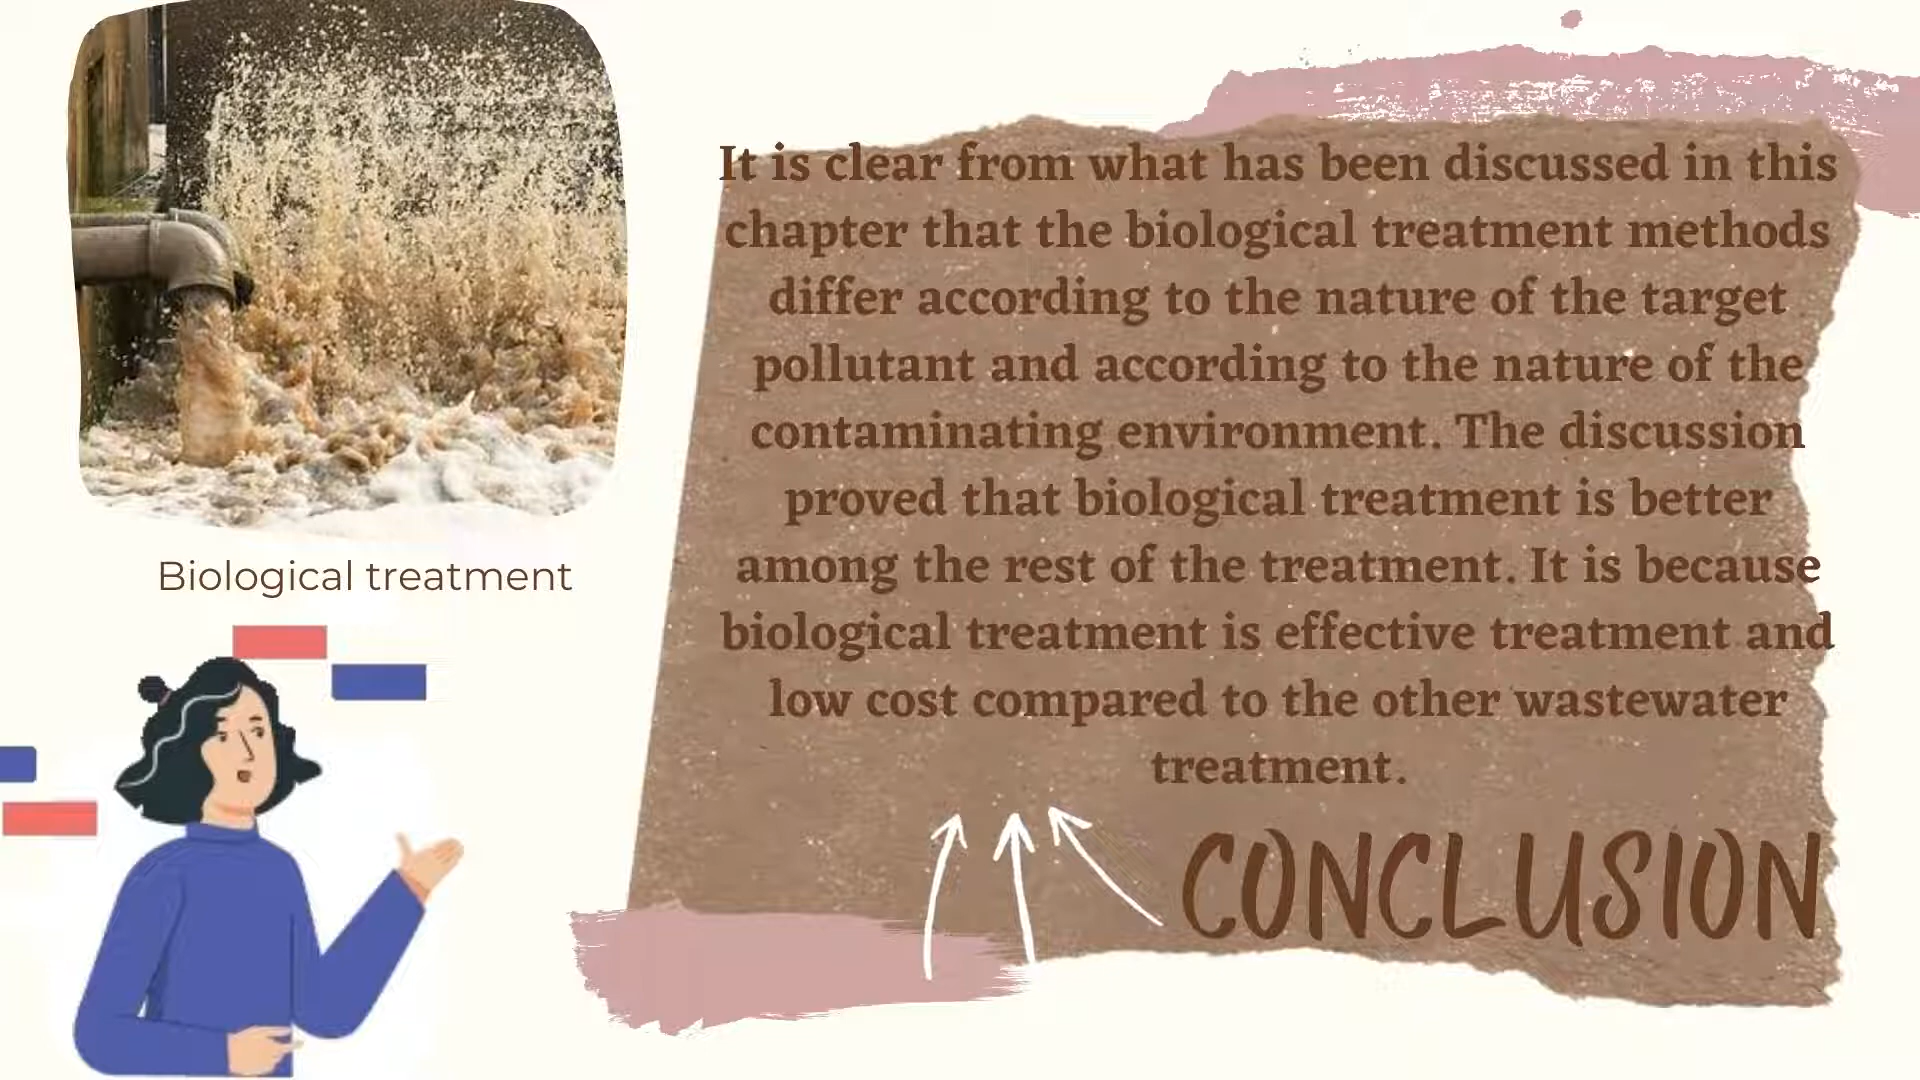 It is clear from what has been discussed in this
chapter that the biological treatment methods
differ according to the nature of the target
pollutant and according to the nature of the
contaminating environment. The discussion
proved that biological treatment is better
among the rest of the treatment. It is because
biological treatment is effective treatment and
low cost compared to the other wastewater
treatment.
Biological treatment
CONCLUSION